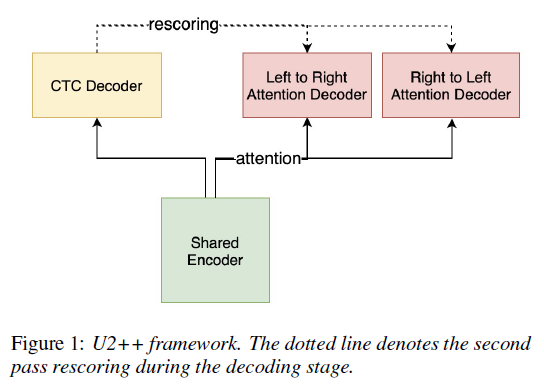 rescoring
CTC Decoder
Left to Right
Attention Decoder
Right to Left
Attention Decoder
attention
Shared
Encoder
Figure 1: U2++ framework. The dotted line denotes the second
pass rescoring during the decoding stage.